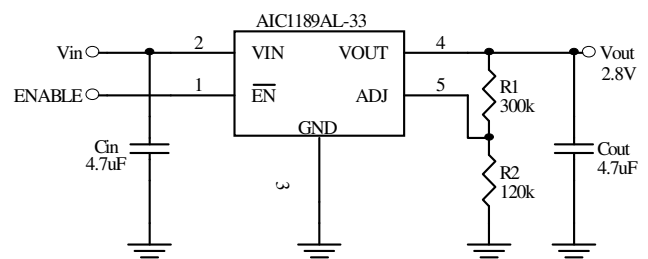 AIC1189AL-33
Vin 2 VIN VOUT 4 Vout
2.8V
ENABLE 1 EN ADJ 5
R1
300k
GND
Cin
4.7uF
3
R2
120k
Cout
4.7uF